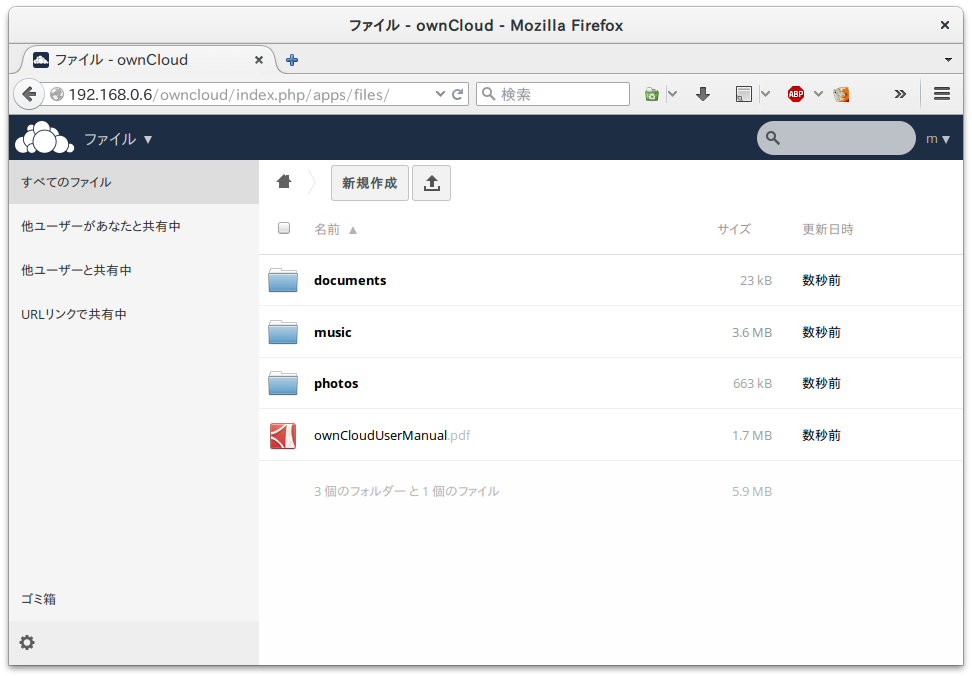 ファイル - ownCloud - Mozilla Firefox
ファイル - ownCloud
192.168.0.6/owncloud/index.php/apps/files/
検索
ABP
ファイル ▼
m ▼
すべてのファイル
新規作成
他ユーザーがあなたと共有中
名前 ▲ サイズ 更新日時
他ユーザーと共有中
documents 23 kB 数秒前
URLリンクで共有中
music 3.6 MB 数秒前
photos 663 kB 数秒前
ownCloudUserManual.pdf 1.7 MB 数秒前
3 個のフォルダー と 1 個のファイル 5.9 MB
ゴミ箱